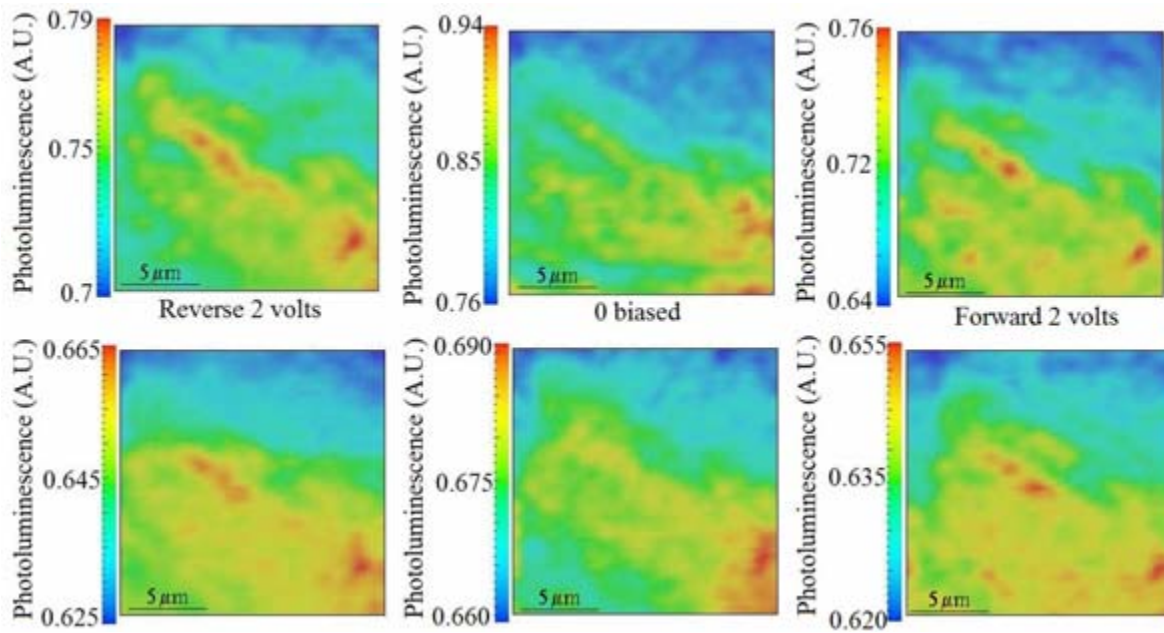 Photoluminescence (A.U.)
0.79
0.75
0.7
5 μm
Reverse 2 volts
Photoluminescence (A.U.)
0.94
0.85
0.76
5 μm
0 biased
Photoluminescence (A.U.)
0.76
0.72
0.64
5 μm
Forward 2 volts
Photoluminescence (A.U.)
0.665
0.645
0.625
5 μm
Photoluminescence (A.U.)
0.690
0.675
0.660
5 μm
Photoluminescence (A.U.)
0.655
0.635
0.620
5 μm